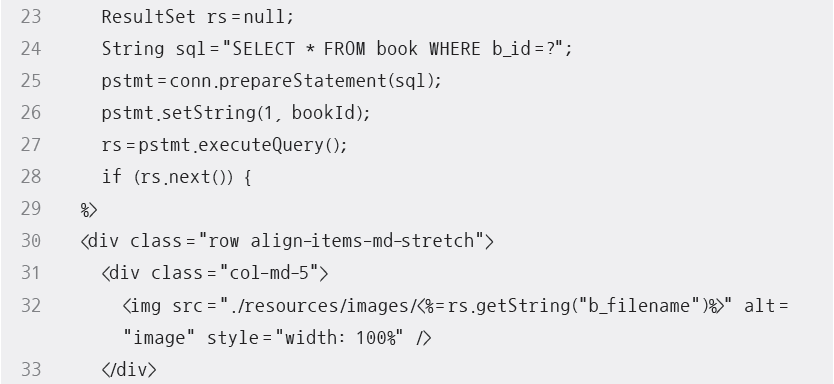 23 ResultSet rs=null;
24 String sql="SELECT * FROM book WHERE b_id=?";
25 pstmt=conn.prepareStatement(sql);
26 pstmt.setString(1, bookId);
27 rs=pstmt.executeQuery();
28 if (rs.next()) {
29 %>
30 <div class="row align-items-md-stretch">
31 <div class="col-md-5">
32 <img src="./resources/images/<%=rs.getString("b_filename")%>" alt=
"image" style="width: 100%" />
33 </div>